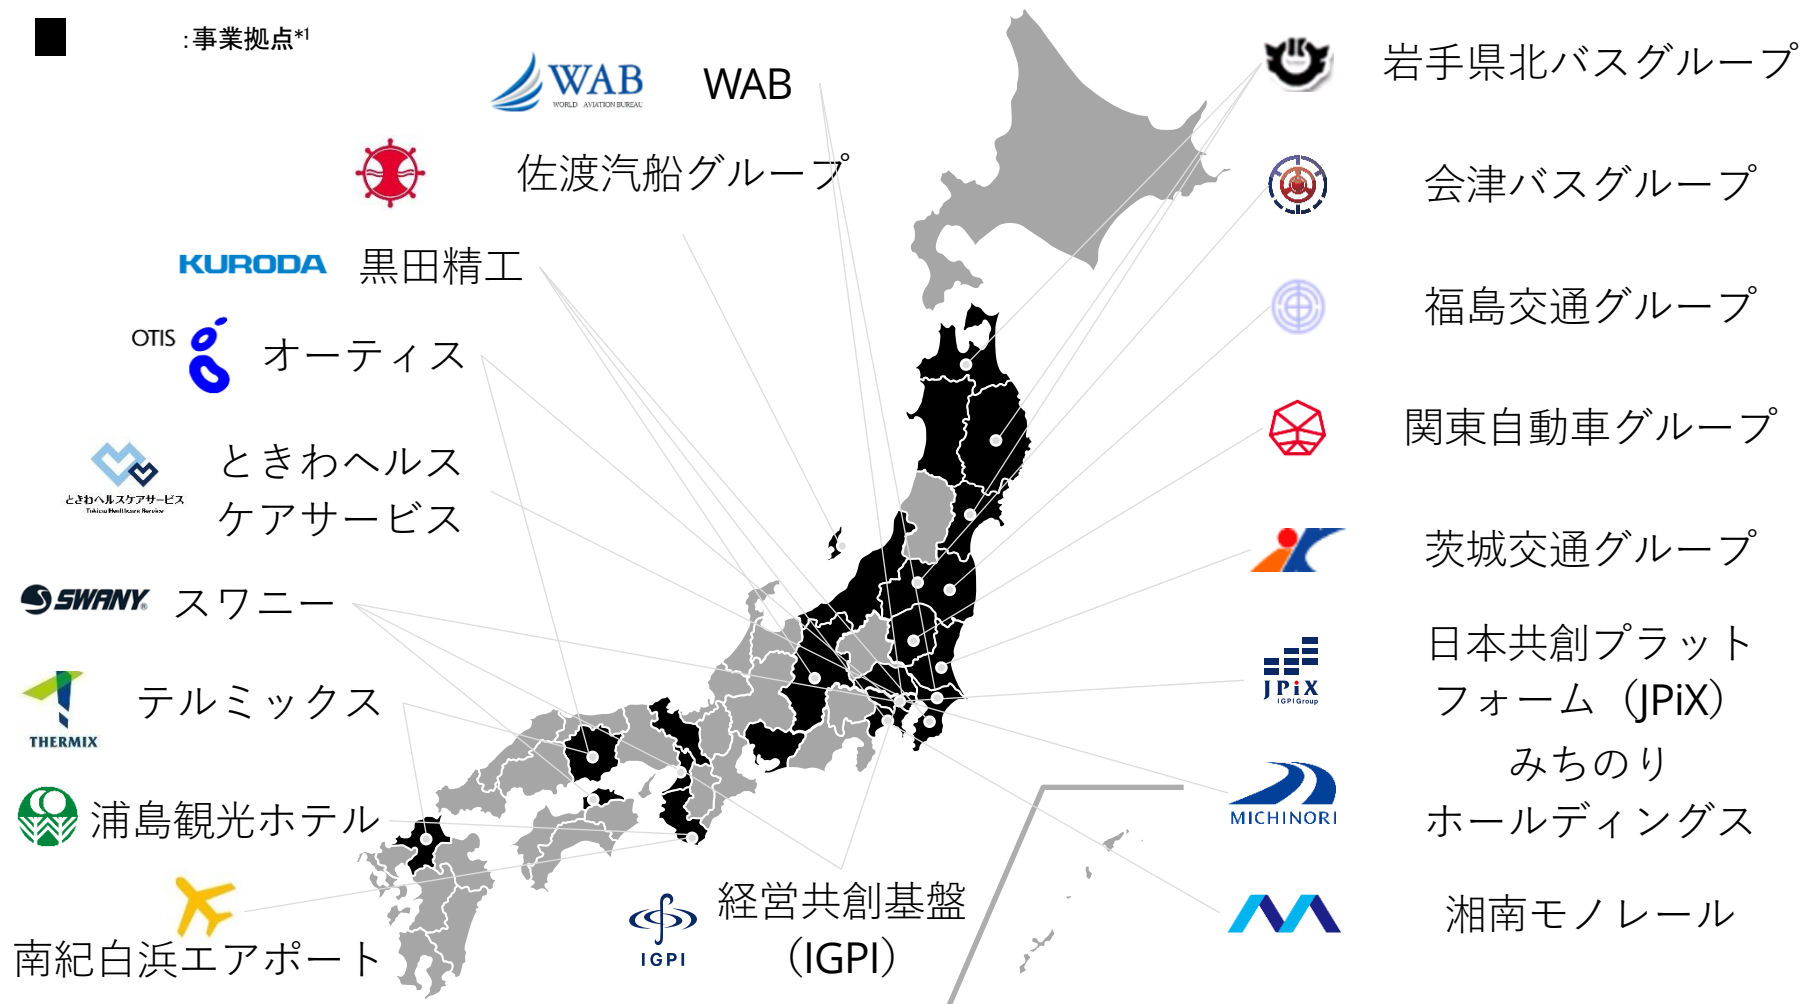 :事業拠点*1
WAB
WORLD AVIATION BUREAU
WAB
佐渡汽船グループ
KURODA
黒田精工
OTIS
オーティス
ときわヘルスケアサービス
Tokiwa Healthcare Service
ときわヘルス
ケアサービス
SWANY
スワニー
THERMIX
テルミックス
浦島観光ホテル
南紀白浜エアポート
IGPI
経営共創基盤
（IGPI）
岩手県北バスグループ
会津バスグループ
福島交通グループ
関東自動車グループ
茨城交通グループ
JPiX
IGPI Group
日本共創プラット
フォーム（JPiX）
MICHINORI
みちのり
ホールディングス
湘南モノレール